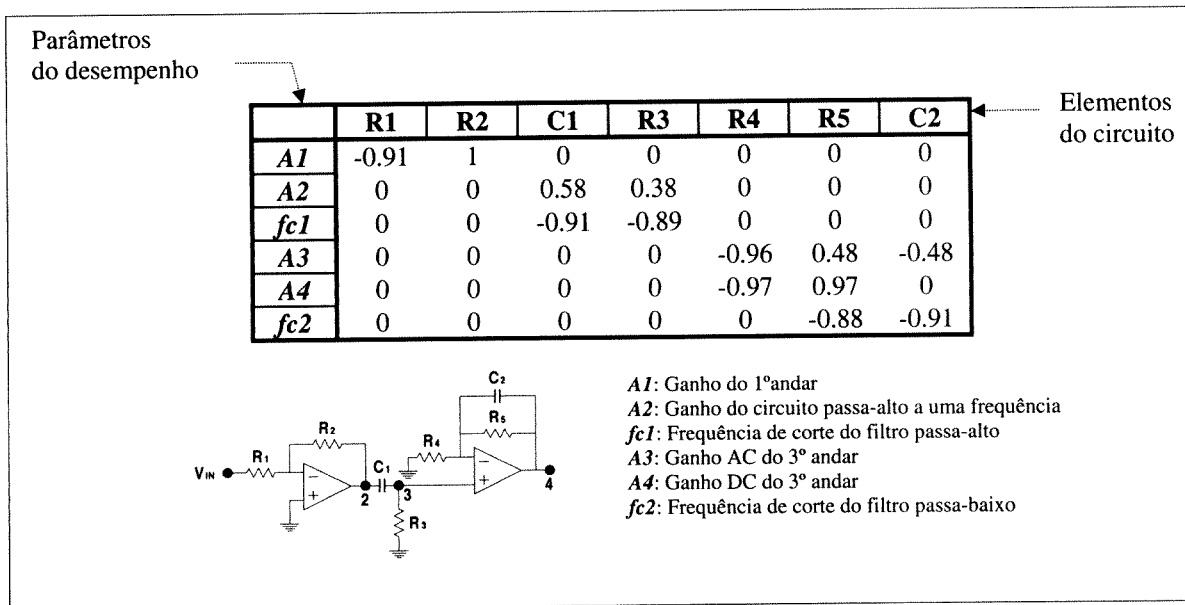 Parâmetros
do desempenho
Elementos
do circuito
R1 R2 C1 R3 R4 R5 C2
A1 -0.91 1 0 0 0 0 0
A2 0 0 0.58 0.38 0 0 0
fc1 0 0 -0.91 -0.89 0 0 0
A3 0 0 0 0 -0.96 0.48 -0.48
A4 0 0 0 0 -0.97 0.97 0
fc2 0 0 0 0 0 -0.88 -0.91
A1: Ganho do 1ºandar
A2: Ganho do circuito passa-alto a uma frequência
fc1: Frequência de corte do filtro passa-alto
A3: Ganho AC do 3º andar
A4: Ganho DC do 3º andar
fc2: Frequência de corte do filtro passa-baixo
C2
R2
R5
R4
VIN
R1
C1
2
3
4
R3